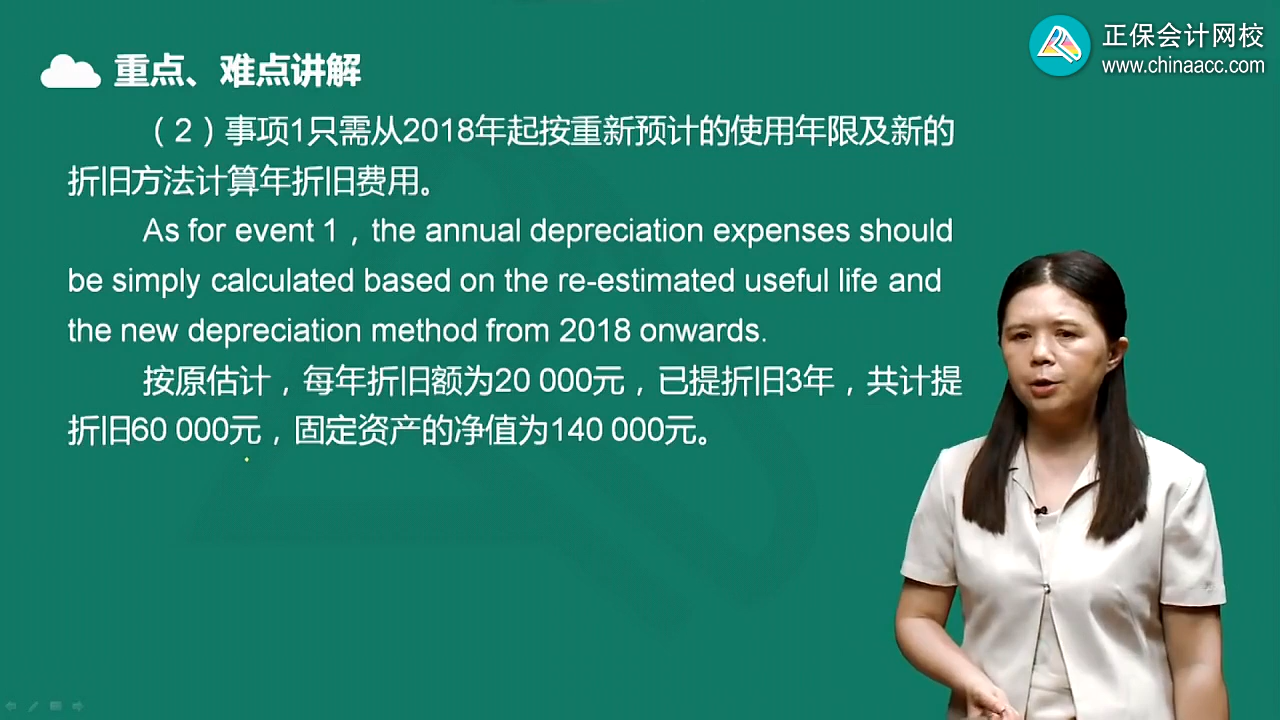 正保会计网校
www.chinaacc.com
重点、难点讲解
（2）事项1只需从2018年起按重新预计的使用年限及新的
折旧方法计算年折旧费用。
As for event 1，the annual depreciation expenses should
be simply calculated based on the re-estimated useful life and
the new depreciation method from 2018 onwards.
按原估计，每年折旧额为20 000元，已提折旧3年，共计提
折旧60 000元，固定资产的净值为140 000元。